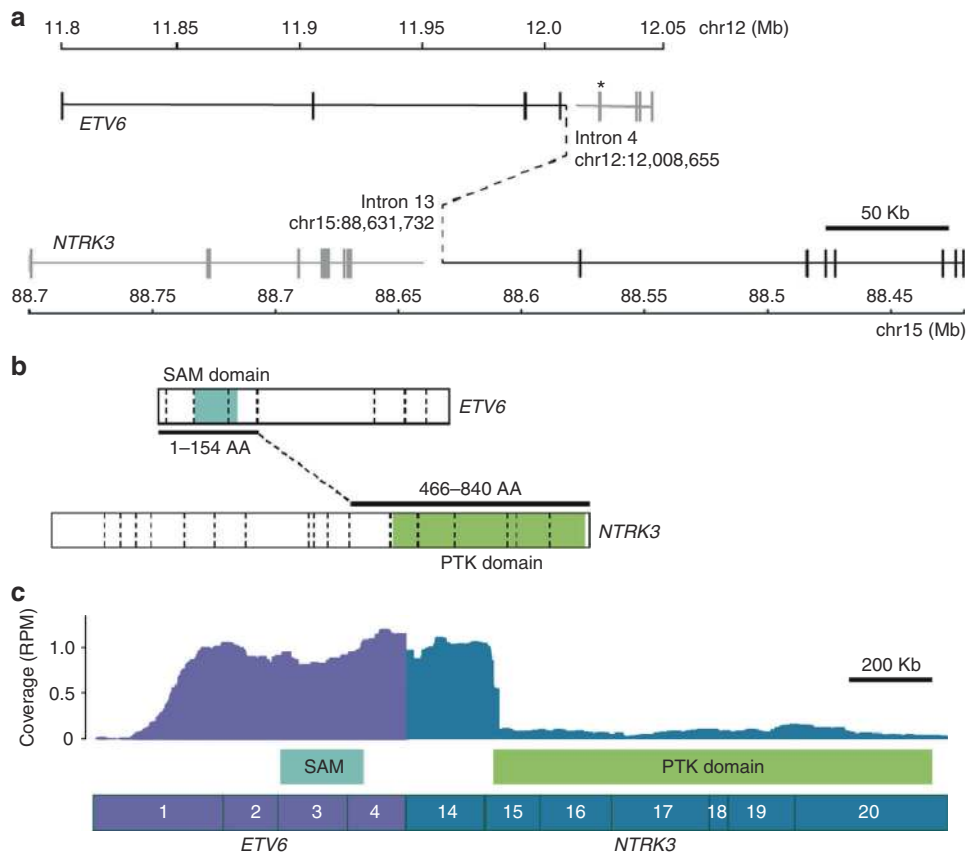 a
11.8 11.85 11.9 11.95 12.0 12.05 chr12 (Mb)
*
ETV6
Intron 4
chr12:12,008,655
Intron 13
chr15:88,631,732
50 Kb
NTRK3
88.7 88.75 88.7 88.65 88.6 88.55 88.5 88.45
chr15 (Mb)
b
SAM domain
ETV6
1–154 AA
466–840 AA
NTRK3
PTK domain
c
Coverage (RPM)
1.0
0.5
0
200 Kb
SAM PTK domain
1 2 3 4 14 15 16 17 18 19 20
ETV6 NTRK3